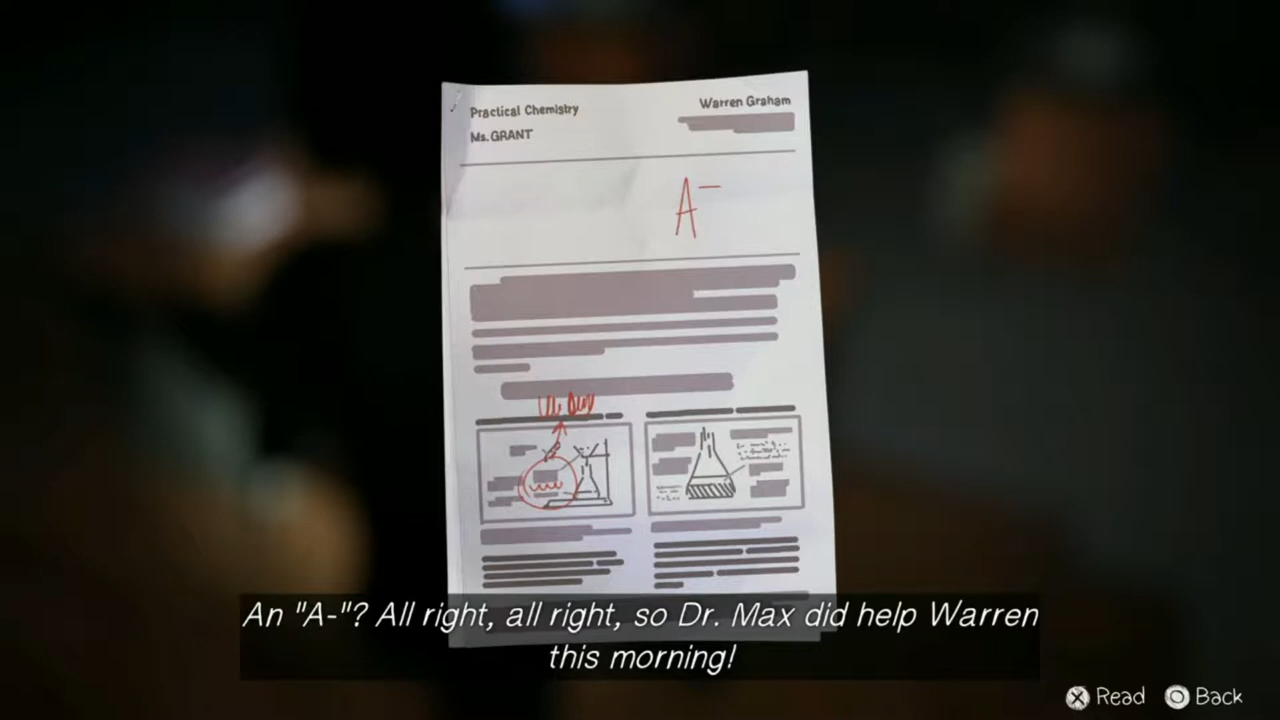 Practical Chemistry
Warren Graham
Ms. GRANT
A-
An "A-"? All right, all right, so Dr. Max did help Warren
this morning!
Read
Back